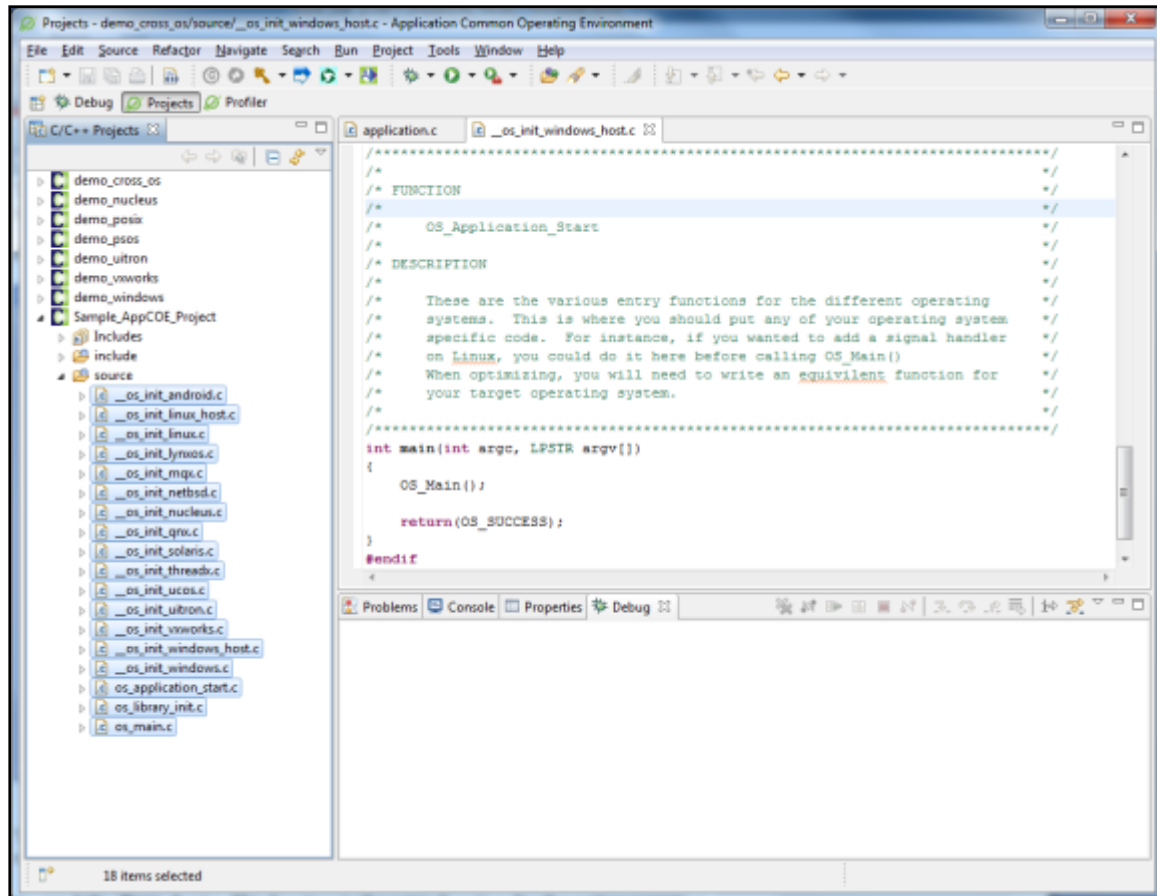 Projects - demo_cross_os/source/__os_init_windows_host.c - Application Common Operating Environment
File Edit Source Refactor Navigate Search Run Project Tools Window Help
Debug Projects Profiler
C/C++ Projects
demo_cross_os
demo_nucleus
demo_posix
demo_psos
demo_uitron
demo_vxworks
demo_windows
Sample_AppCOE_Project
Includes
include
source
__os_init_android.c
__os_init_linux_host.c
__os_init_linux.c
__os_init_lynxos.c
__os_init_mqx.c
__os_init_netbsd.c
__os_init_nucleus.c
__os_init_qnx.c
__os_init_solaris.c
__os_init_threadx.c
__os_init_ucos.c
__os_init_uitron.c
__os_init_vxworks.c
__os_init_windows_host.c
__os_init_windows.c
os_application_start.c
os_library_init.c
os_main.c
application.c __os_init_windows_host.c
/******************************************************************************/
/* */
/* FUNCTION */
/* */
/* OS_Application_Start */
/* */
/* DESCRIPTION */
/* */
/* These are the various entry functions for the different operating */
/* systems. This is where you should put any of your operating system */
/* specific code. For instance, if you wanted to add a signal handler */
/* on Linux, you could do it here before calling OS_Main() */
/* When optimizing, you will need to write an equivilent function for */
/* your target operating system. */
/* */
/******************************************************************************/
int main(int argc, LPSTR argv[])
{
OS_Main();
return(OS_SUCCESS);
}
#endif
Problems Console Properties Debug
18 items selected